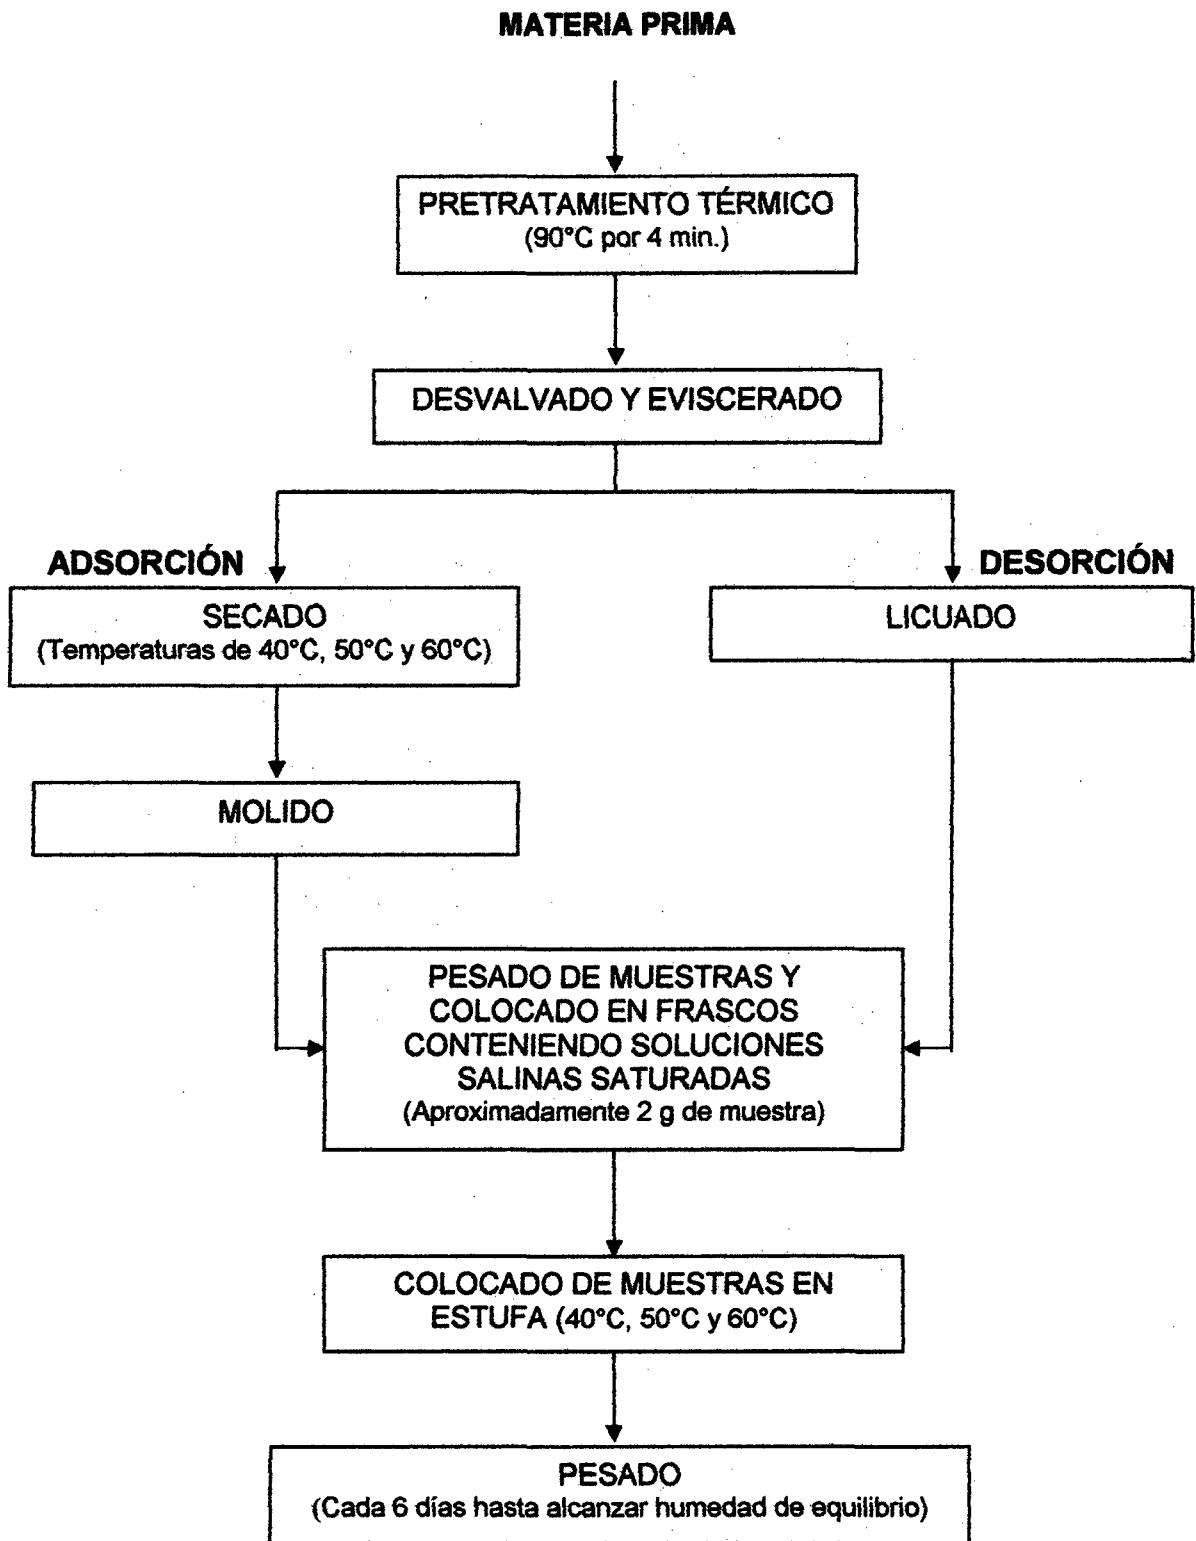 MATERIA PRIMA
PRETRATAMIENTO TÉRMICO
(90°C por 4 min.)
DESVALVADO Y EVISCERADO
ADSORCIÓN
DESORCIÓN
SECADO
(Temperaturas de 40°C, 50°C y 60°C)
LICUADO
MOLIDO
PESADO DE MUESTRAS Y
COLOCADO EN FRASCOS
CONTENIENDO SOLUCIONES
SALINAS SATURADAS
(Aproximadamente 2 g de muestra)
COLOCADO DE MUESTRAS EN
ESTUFA (40°C, 50°C y 60°C)
PESADO
(Cada 6 días hasta alcanzar humedad de equilibrio)